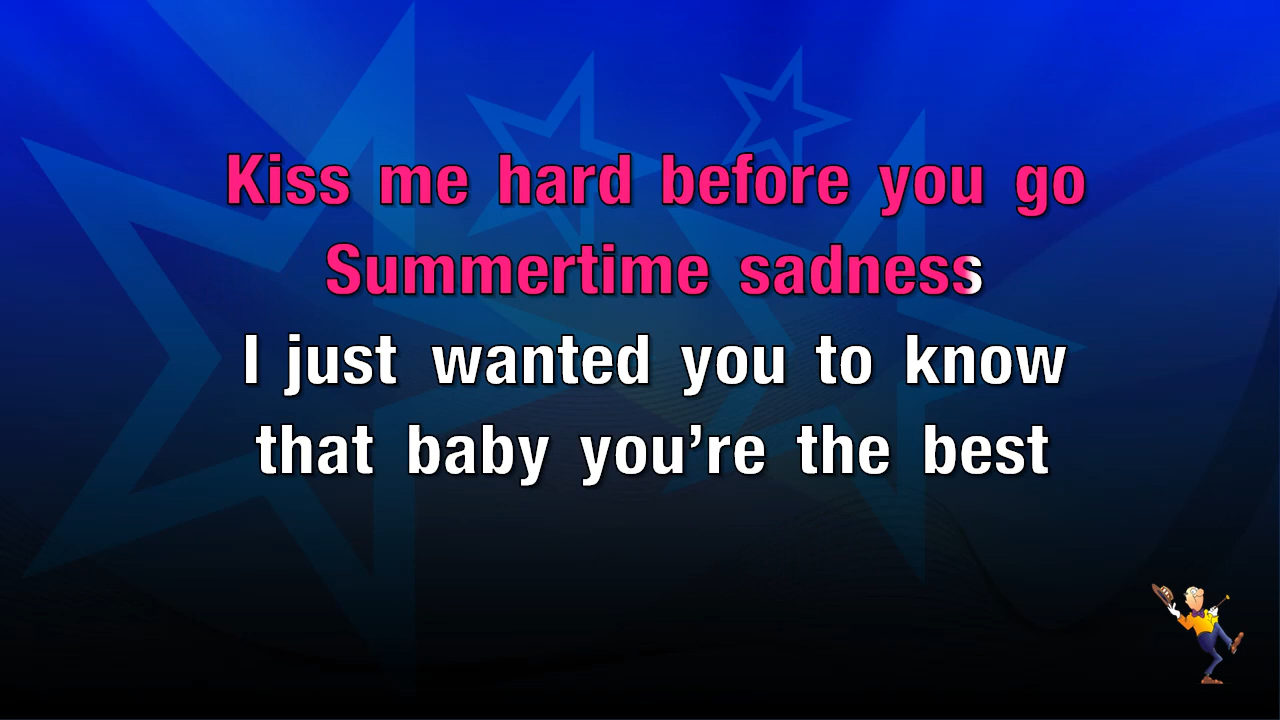 Kiss me hard before you go
Summertime sadness
I just wanted you to know
that baby you’re the best